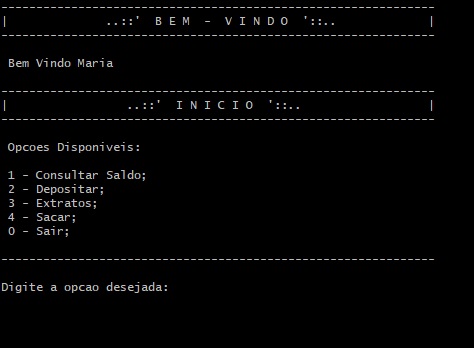 --------------------------------------------------------------
|              ..::' B E M - V I N D O '::..             |
--------------------------------------------------------------
Bem Vindo Maria
--------------------------------------------------------------
|                 ..::' I N I C I O '::..                  |
--------------------------------------------------------------
Opcoes Disponiveis:
1 - Consultar Saldo;
2 - Depositar;
3 - Extratos;
4 - Sacar;
0 - Sair;
--------------------------------------------------------------
Digite a opcao desejada: